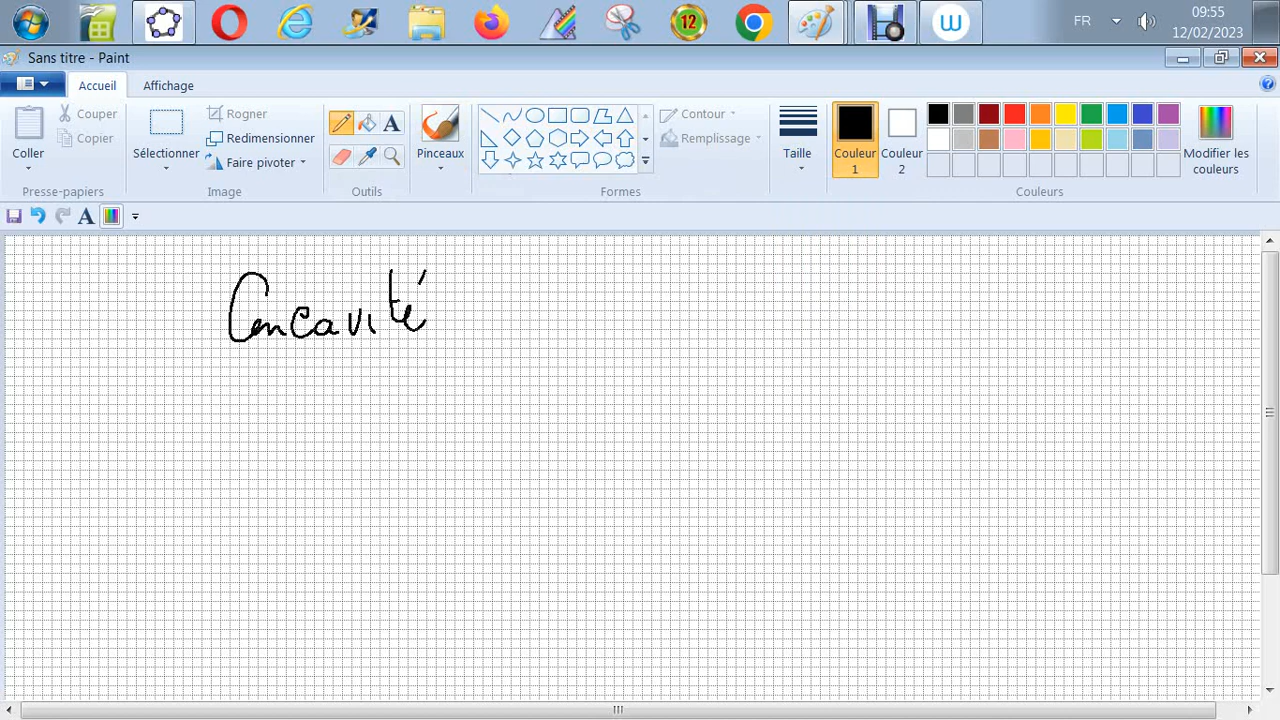 12
FR
09:55
12/02/2023
W
Sans titre - Paint
Accueil
Affichage
Coller
Couper
Copier
Presse-papiers
Sélectionner
Rogner
Redimensionner
Faire pivoter
Image
A
Outils
Pinceaux
Contour
Remplissage
Formes
Taille
Couleur
1
Couleur
2
Modifier les
couleurs
Couleurs
A
Concavité